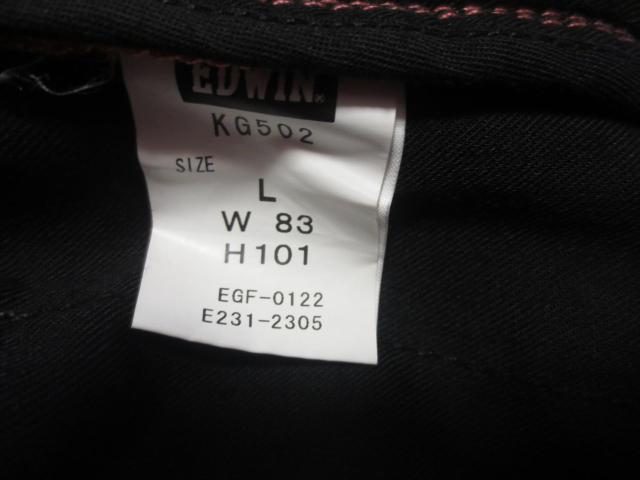 EDWIN®
KG502
SIZE
L
W 83
H101
EGF-0122
E231-2305